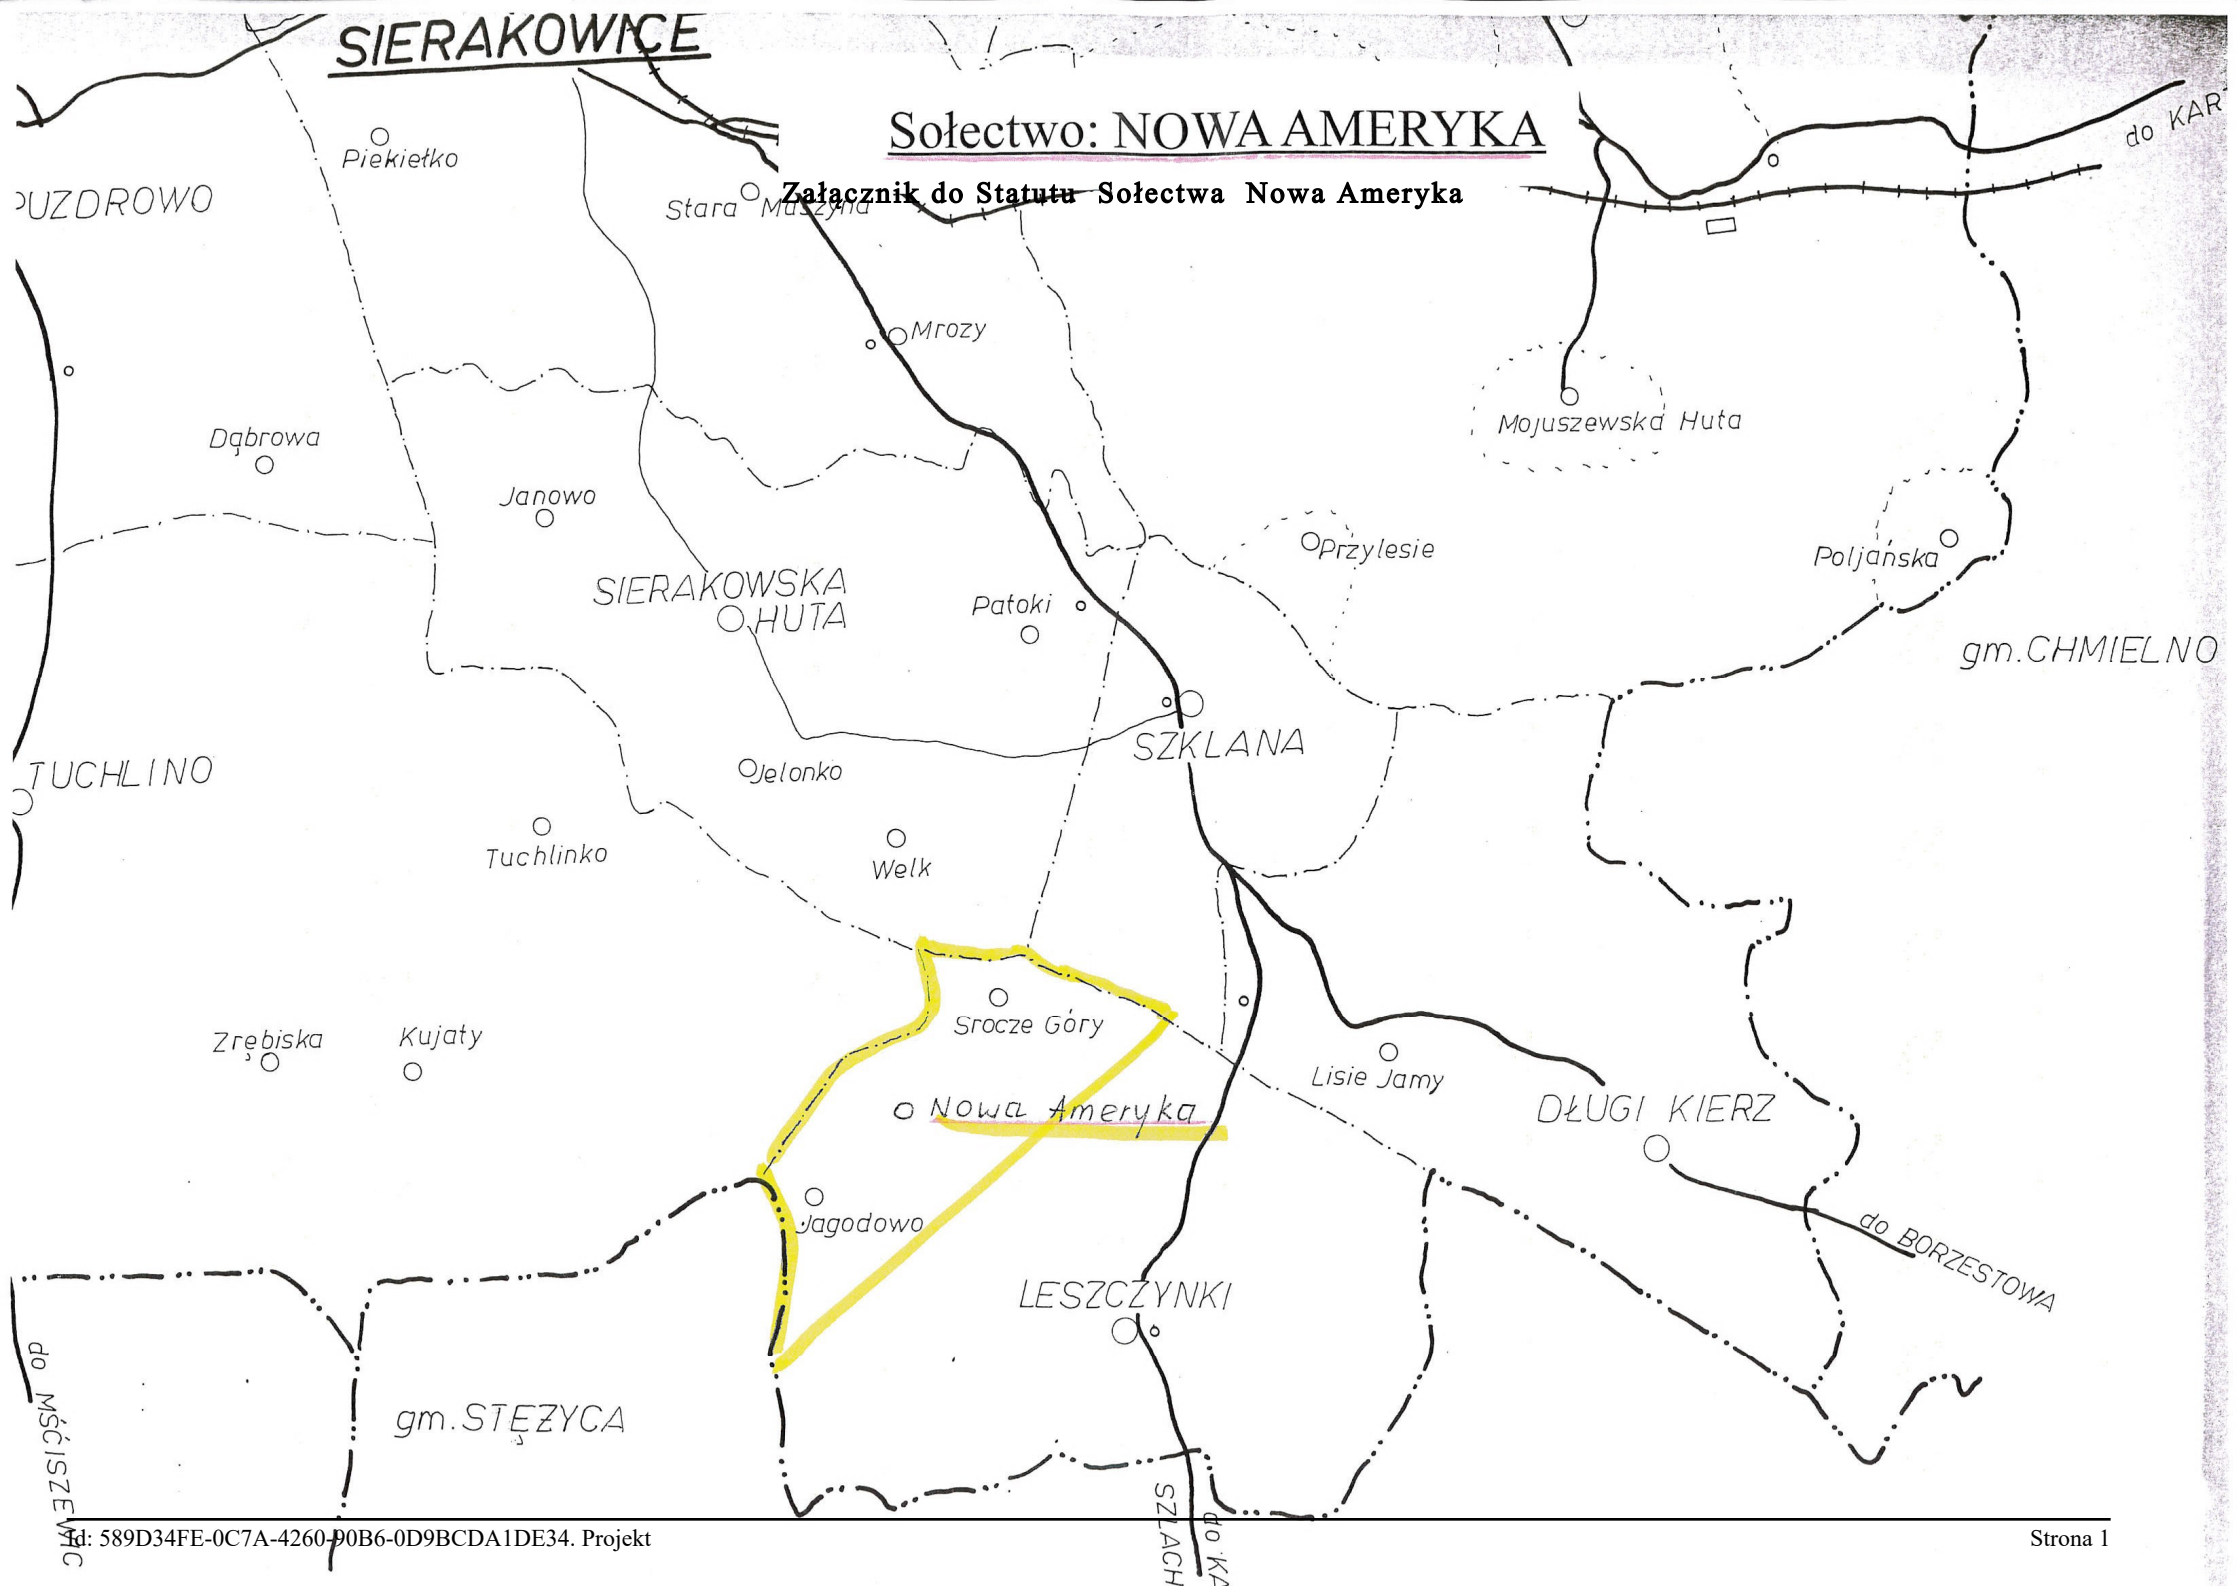 SIERAKOWICE
Sołectwo: NOWA AMERYKA
do KAR
Piekiełko
PUZDROWO
Stara Maszyna
Załącznik do Statutu Sołectwa Nowa Ameryka
Mrozy
Mojuszewska Huta
Dąbrowa
Janowo
Przylesie
Poljańska
SIERAKOWSKA
HUTA
Patoki
gm. CHMIELNO
SZKLANA
TUCHLINO
Jelonko
Tuchlinko
Welk
Srocze Góry
Zrębiska
Kujaty
Lisie Jamy
Nowa Ameryka
DŁUGI KIERZ
Jagodowo
do BORZESTOWA
LESZCZYNKI
do MŚCISZEWIC
gm. STĘŻYCA
SZLACH
do KA
Id: 589D34FE-0C7A-4260-90B6-0D9BCDA1DE34. Projekt
Strona 1